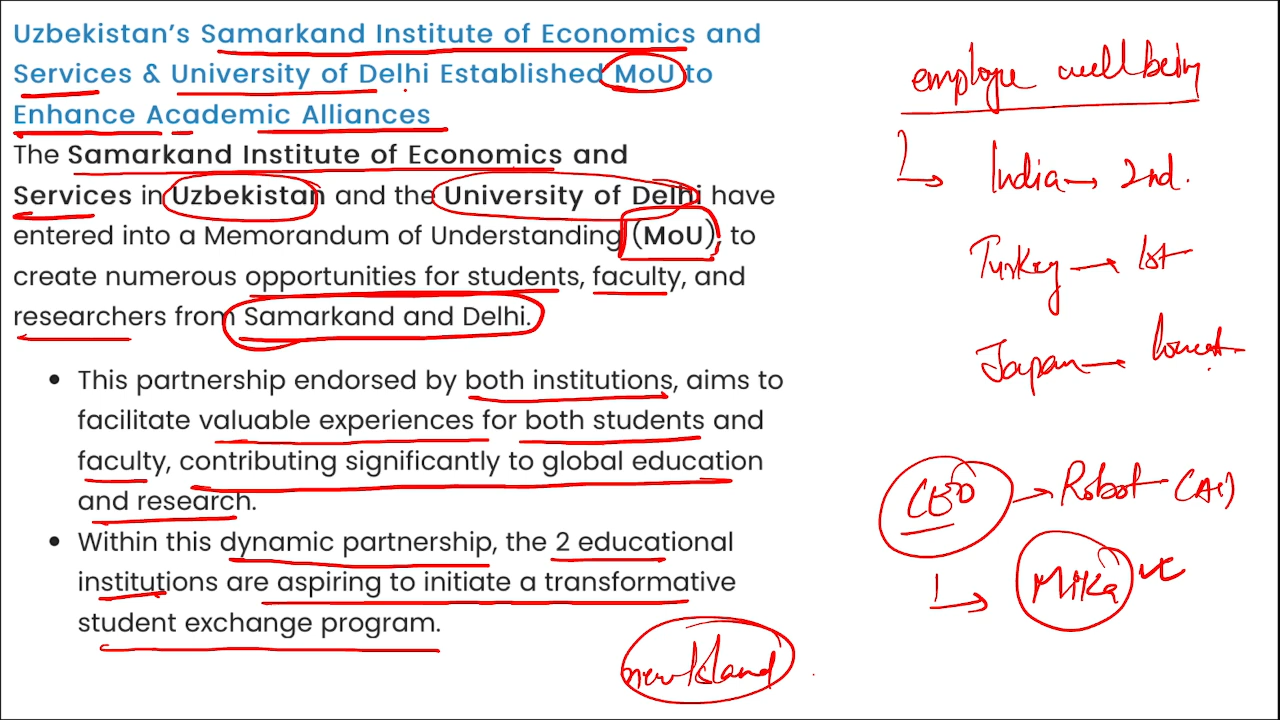 Uzbekistan's Samarkand Institute of Economics and
Services & University of Delhi Established MoU to
Enhance Academic Alliances
The Samarkand Institute of Economics and
Services in Uzbekistan and the University of Delhi have
entered into a Memorandum of Understanding (MoU), to
create numerous opportunities for students, faculty, and
researchers from Samarkand and Delhi.
• This partnership endorsed by both institutions, aims to
facilitate valuable experiences for both students and
faculty, contributing significantly to global education
and research.
• Within this dynamic partnership, the 2 educational
institutions are aspiring to initiate a transformative
student exchange program.
new Island
employee well being
India → 2nd.
Turkey → 1st
Japan → lowest
CEO → Robot (AI)
Mika